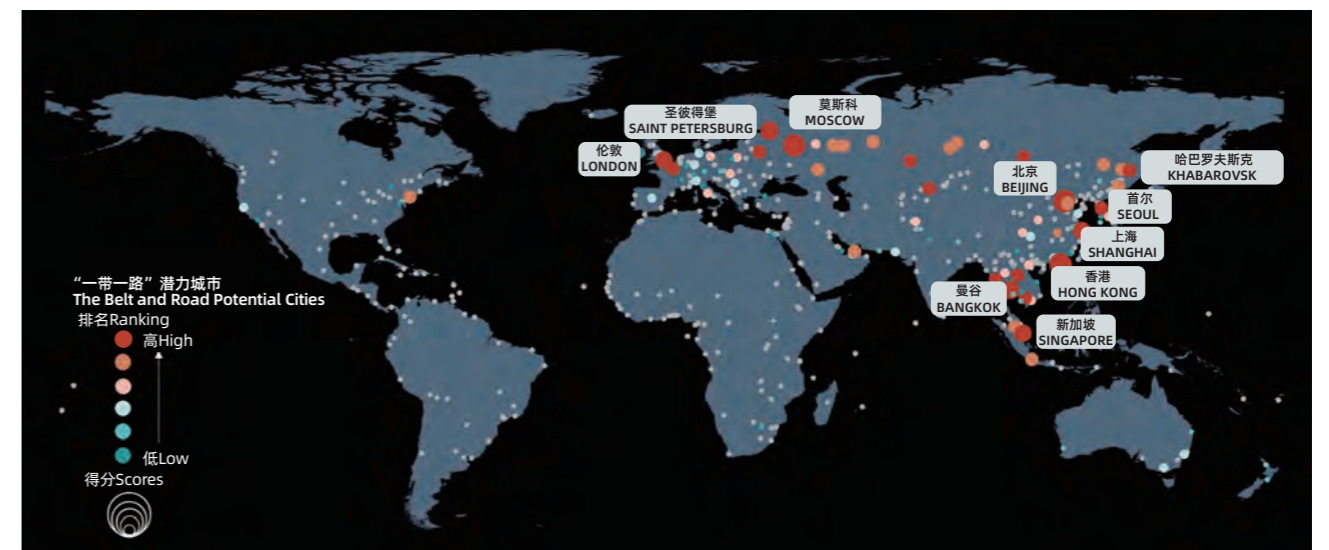 圣彼得堡
SAINT PETERSBURG
莫斯科
MOSCOW
伦敦
LONDON
北京
BEIJING
哈巴罗夫斯克
KHABAROVSK
首尔
SEOUL
上海
SHANGHAI
香港
HONG KONG
曼谷
BANGKOK
新加坡
SINGAPORE
“一带一路”潜力城市
The Belt and Road Potential Cities
排名Ranking
高High
低Low
得分Scores